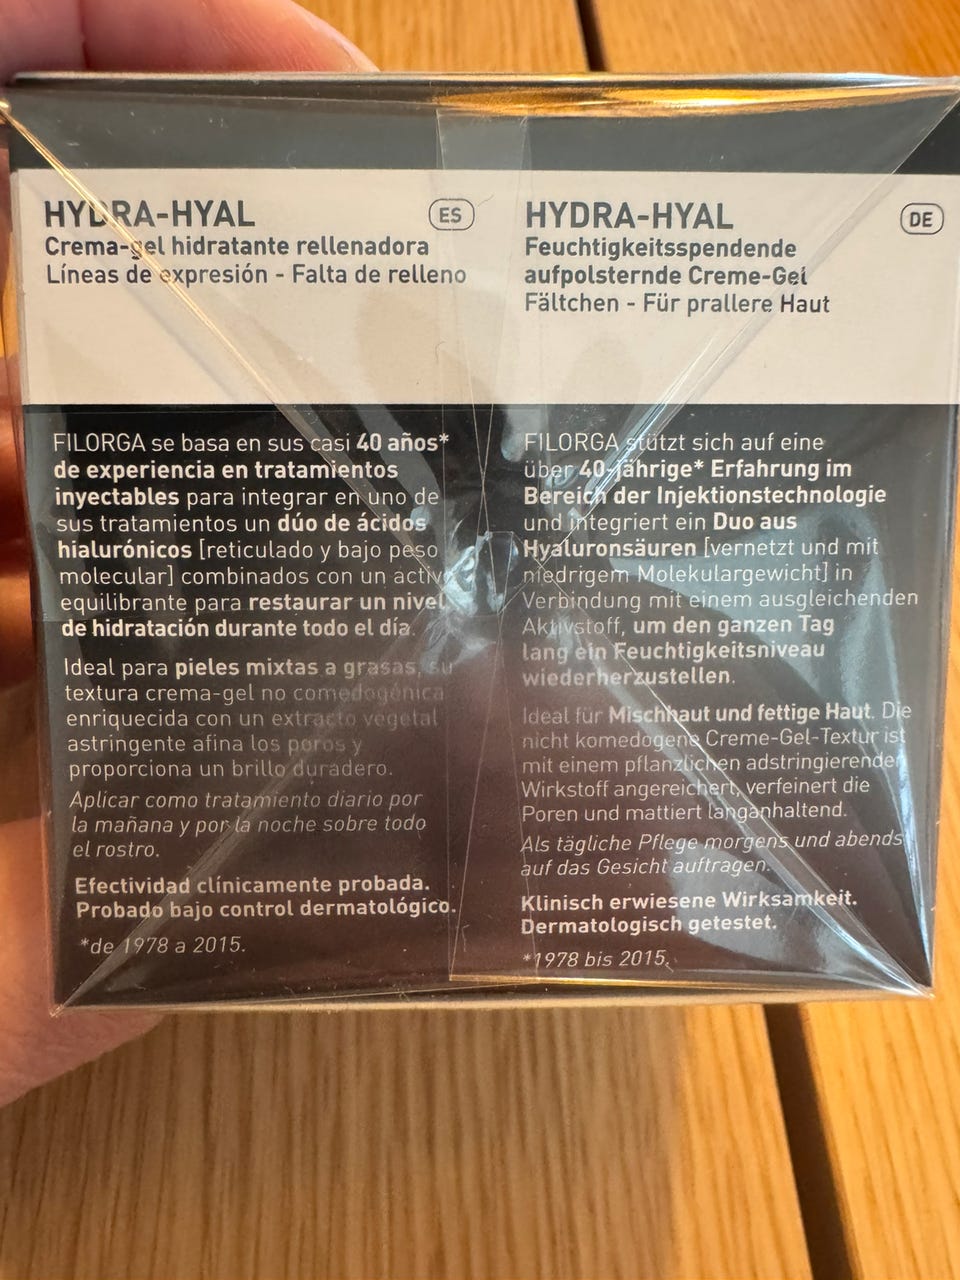 HYDRA-HYAL
ES
Crema-gel hidratante rellenadora
Líneas de expresión - Falta de relleno
FILORGA se basa en sus casi 40 años*
de experiencia en tratamientos
inyectables para integrar en uno de
sus tratamientos un dúo de ácidos
hialurónicos [reticulado y bajo peso
molecular] combinados con un activo
equilibrante para restaurar un nivel
de hidratación durante todo el día.
Ideal para pieles mixtas a grasas, su
textura crema-gel no comedogénica
enriquecida con un extracto vegetal
astringente afina los poros y
proporciona un brillo duradero.
Aplicar como tratamiento diario por
la mañana y por la noche sobre todo
el rostro.
Efectividad clínicamente probada.
Probado bajo control dermatológico.
*de 1978 a 2015.
HYDRA-HYAL
DE
Feuchtigkeitsspendende
aufpolsternde Creme-Gel
Fältchen - Für prallere Haut
FILORGA stützt sich auf eine
über 40-jährige* Erfahrung im
Bereich der Injektionstechnologie
und integriert ein Duo aus
Hyaluronsäuren [vernetzt und mit
niedrigem Molekulargewicht] in
Verbindung mit einem ausgleichenden
Aktivstoff, um den ganzen Tag
lang ein Feuchtigkeitsniveau
wiederherzustellen.
Ideal für Mischhaut und fettige Haut. Die
nicht komedogene Creme-Gel-Textur ist
mit einem pflanzlichen adstringierenden
Wirkstoff angereichert, verfeinert die
Poren und mattiert langanhaltend.
Als tägliche Pflege morgens und abends
auf das Gesicht auftragen.
Klinisch erwiesene Wirksamkeit.
Dermatologisch getestet.
*1978 bis 2015.